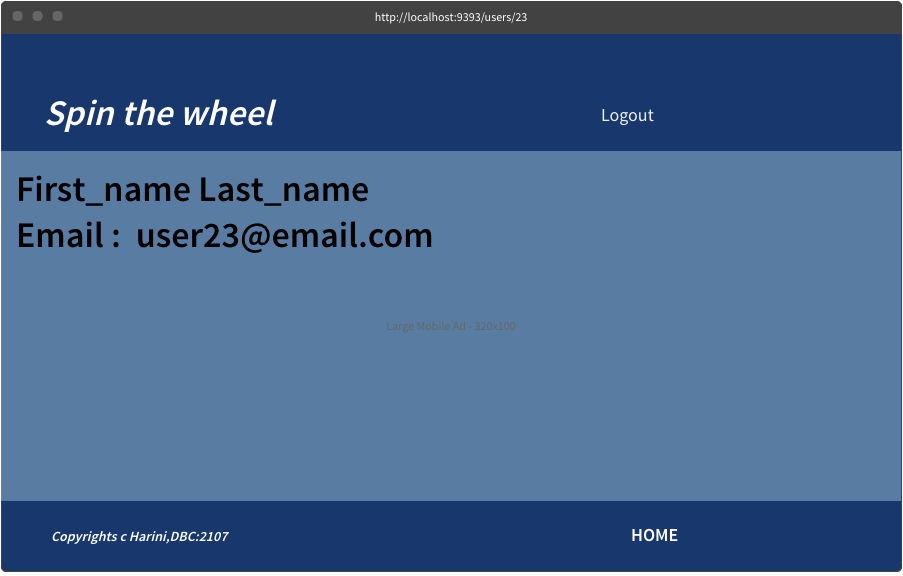 http://localhost:9393/users/23
Spin the wheel
Logout
First_name Last_name
Email :  user23@email.com
Large Mobile Ad - 320x100
Copyrights c Harini,DBC:2107
HOME